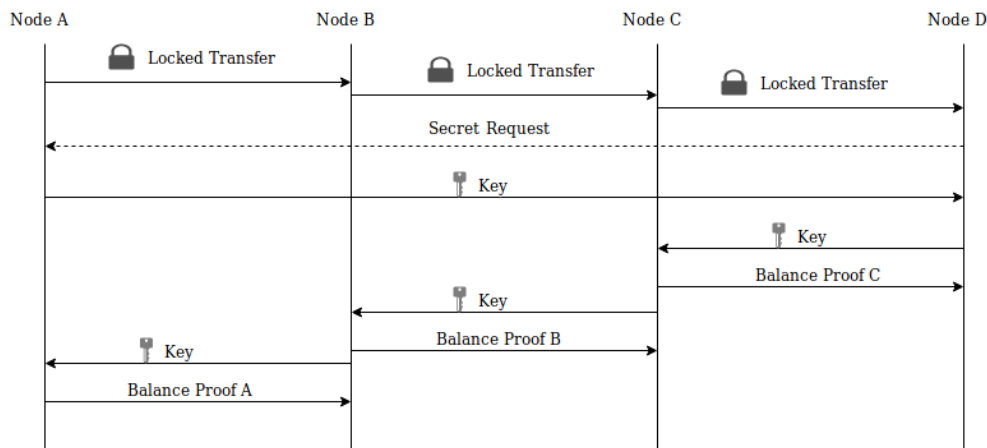 Node A
Node B
Node C
Node D
Locked Transfer
Locked Transfer
Locked Transfer
Secret Request
Key
Key
Balance Proof C
Key
Balance Proof B
Key
Balance Proof A